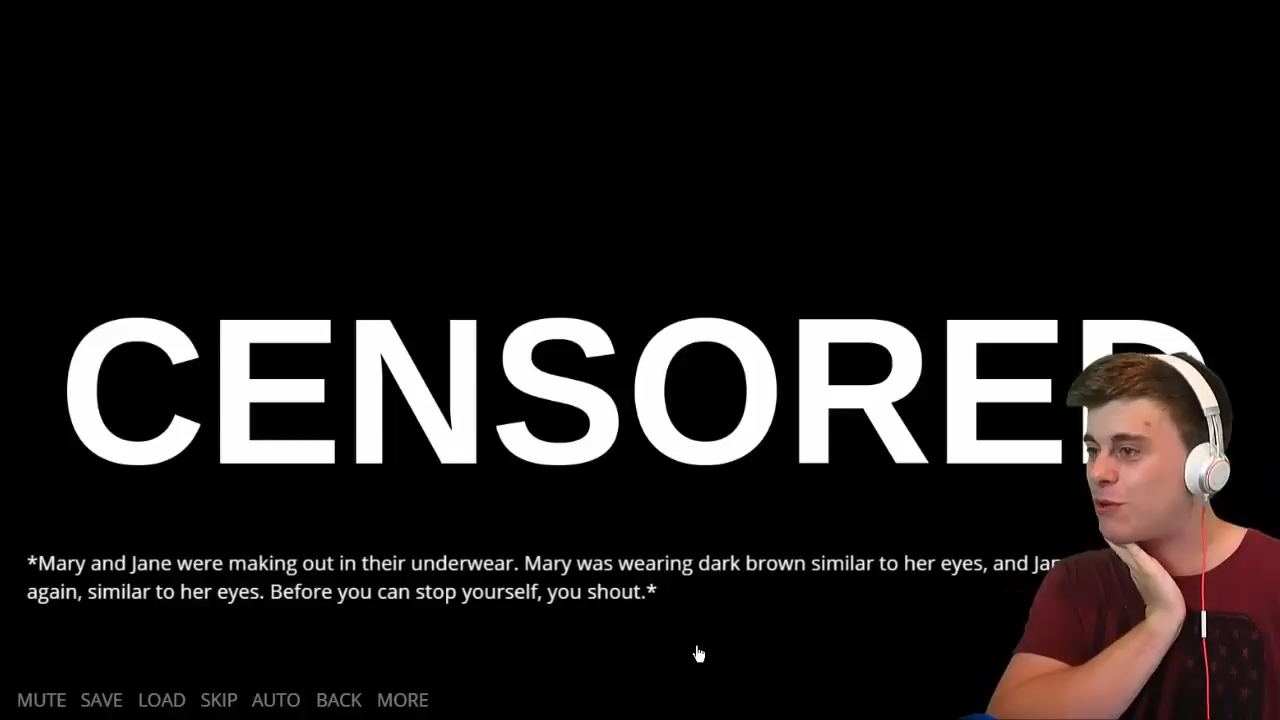 CENSORED
*Mary and Jane were making out in their underwear. Mary was wearing dark brown similar to her eyes, and
again, similar to her eyes. Before you can stop yourself, you shout.*
MUTE SAVE LOAD SKIP AUTO BACK MORE